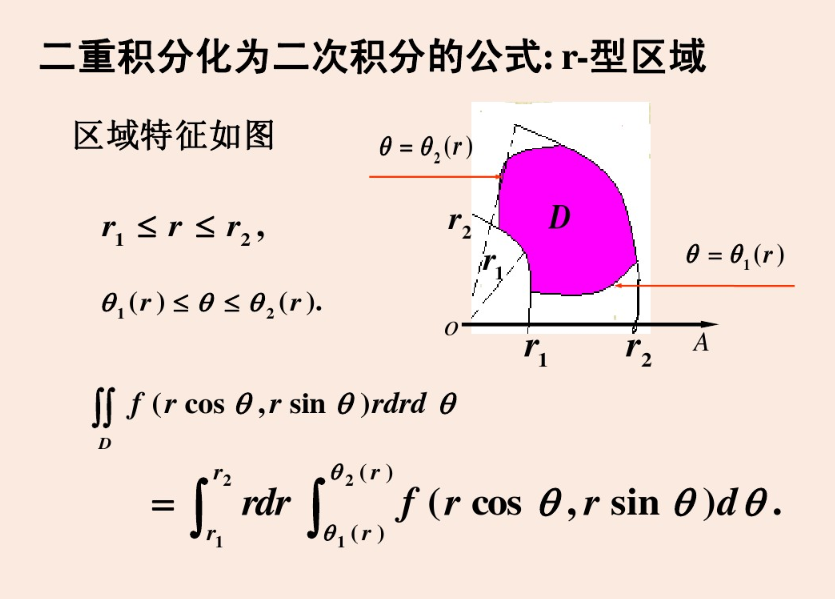 二重积分化为二次积分的公式: r-型区域
区域特征如图
θ = θ₂(r)
r₁ ≤ r ≤ r₂,
r₂
D
r₁
θ = θ₁(r)
θ₁(r) ≤ θ ≤ θ₂(r).
O
r₁
r₂
A
∬_D f (r cos θ, r sin θ)rdrd θ
= ∫_{r₁}^{r₂} rdr ∫_{θ₁(r)}^{θ₂(r)} f (r cos θ, r sin θ)dθ.